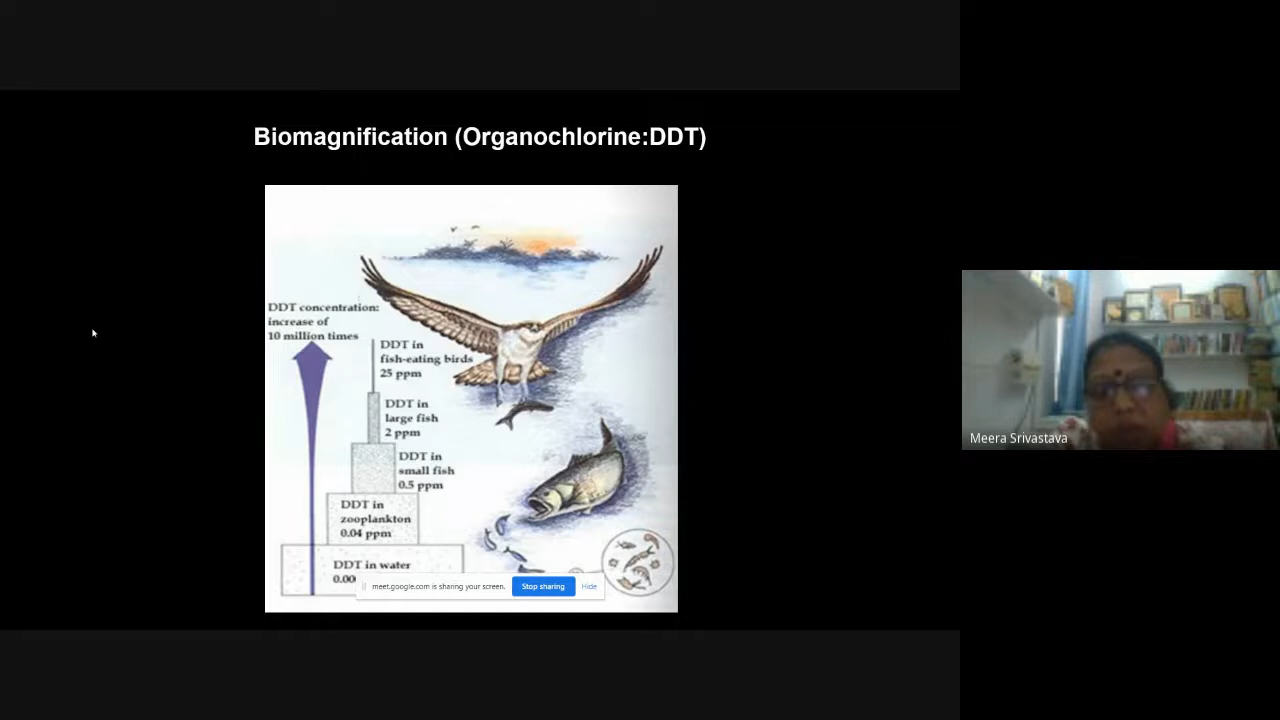 Biomagnification (Organochlorine:DDT)
DDT concentration:
increase of
10 million times
DDT in
fish-eating birds
25 ppm
DDT in
large fish
2 ppm
DDT in
small fish
0.5 ppm
DDT in
zooplankton
0.04 ppm
DDT in water
0.00
meet.google.com is sharing your screen.
Stop sharing
Hide
Meera Srivastava